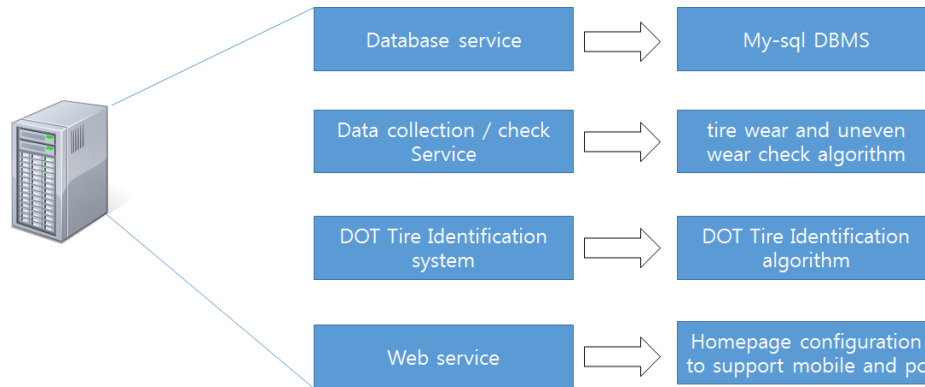 Database service
My-sql DBMS
Data collection / check
Service
tire wear and uneven
wear check algorithm
DOT Tire Identification
system
DOT Tire Identification
algorithm
Web service
Homepage configuration
to support mobile and pc